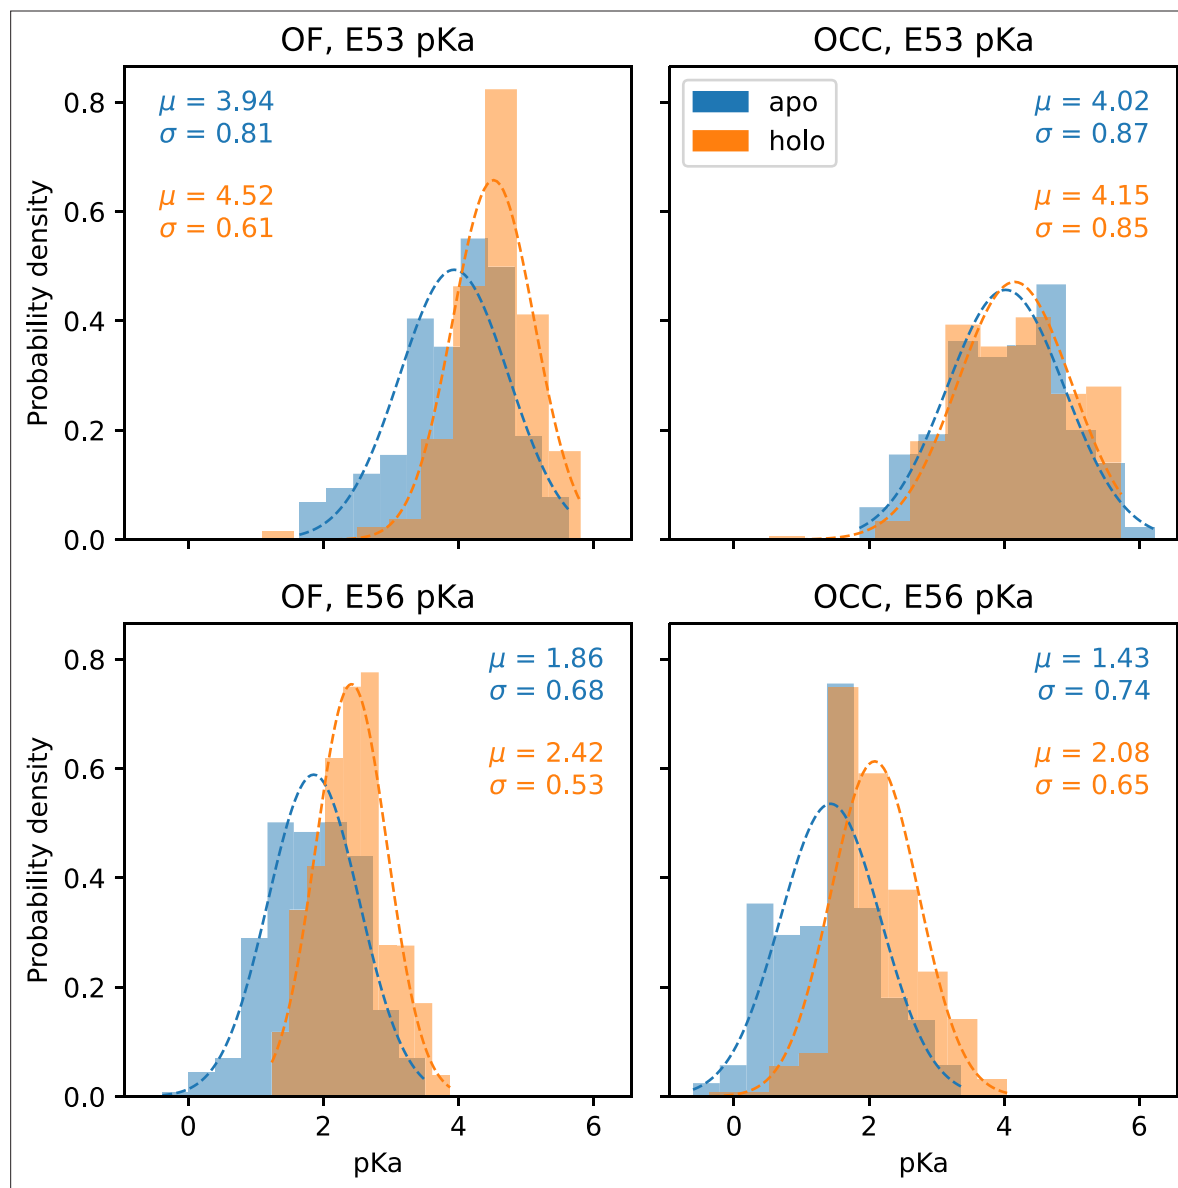 OF, E53 pKa
μ = 3.94
σ = 0.81
μ = 4.52
σ = 0.61
0.8
0.6
0.4
0.2
0.0
Probability density
2
4
6
OCC, E53 pKa
apo
holo
μ = 4.02
σ = 0.87
μ = 4.15
σ = 0.85
OF, E56 pKa
μ = 1.86
σ = 0.68
μ = 2.42
σ = 0.53
0.8
0.6
0.4
0.2
0.0
Probability density
0
2
4
6
pKa
OCC, E56 pKa
μ = 1.43
σ = 0.74
μ = 2.08
σ = 0.65
0
2
4
6
pKa